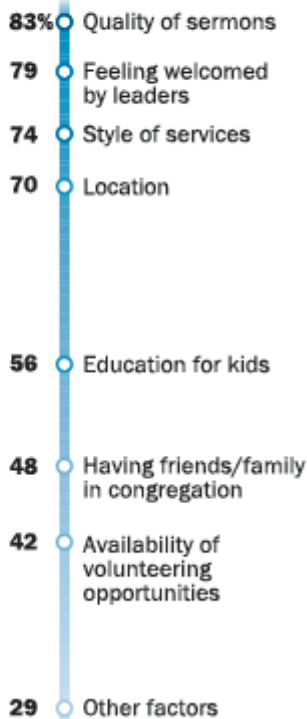 83% Quality of sermons
79 Feeling welcomed
by leaders
74 Style of services
70 Location
56 Education for kids
48 Having friends/family
in congregation
42 Availability of
volunteering
opportunities
29 Other factors